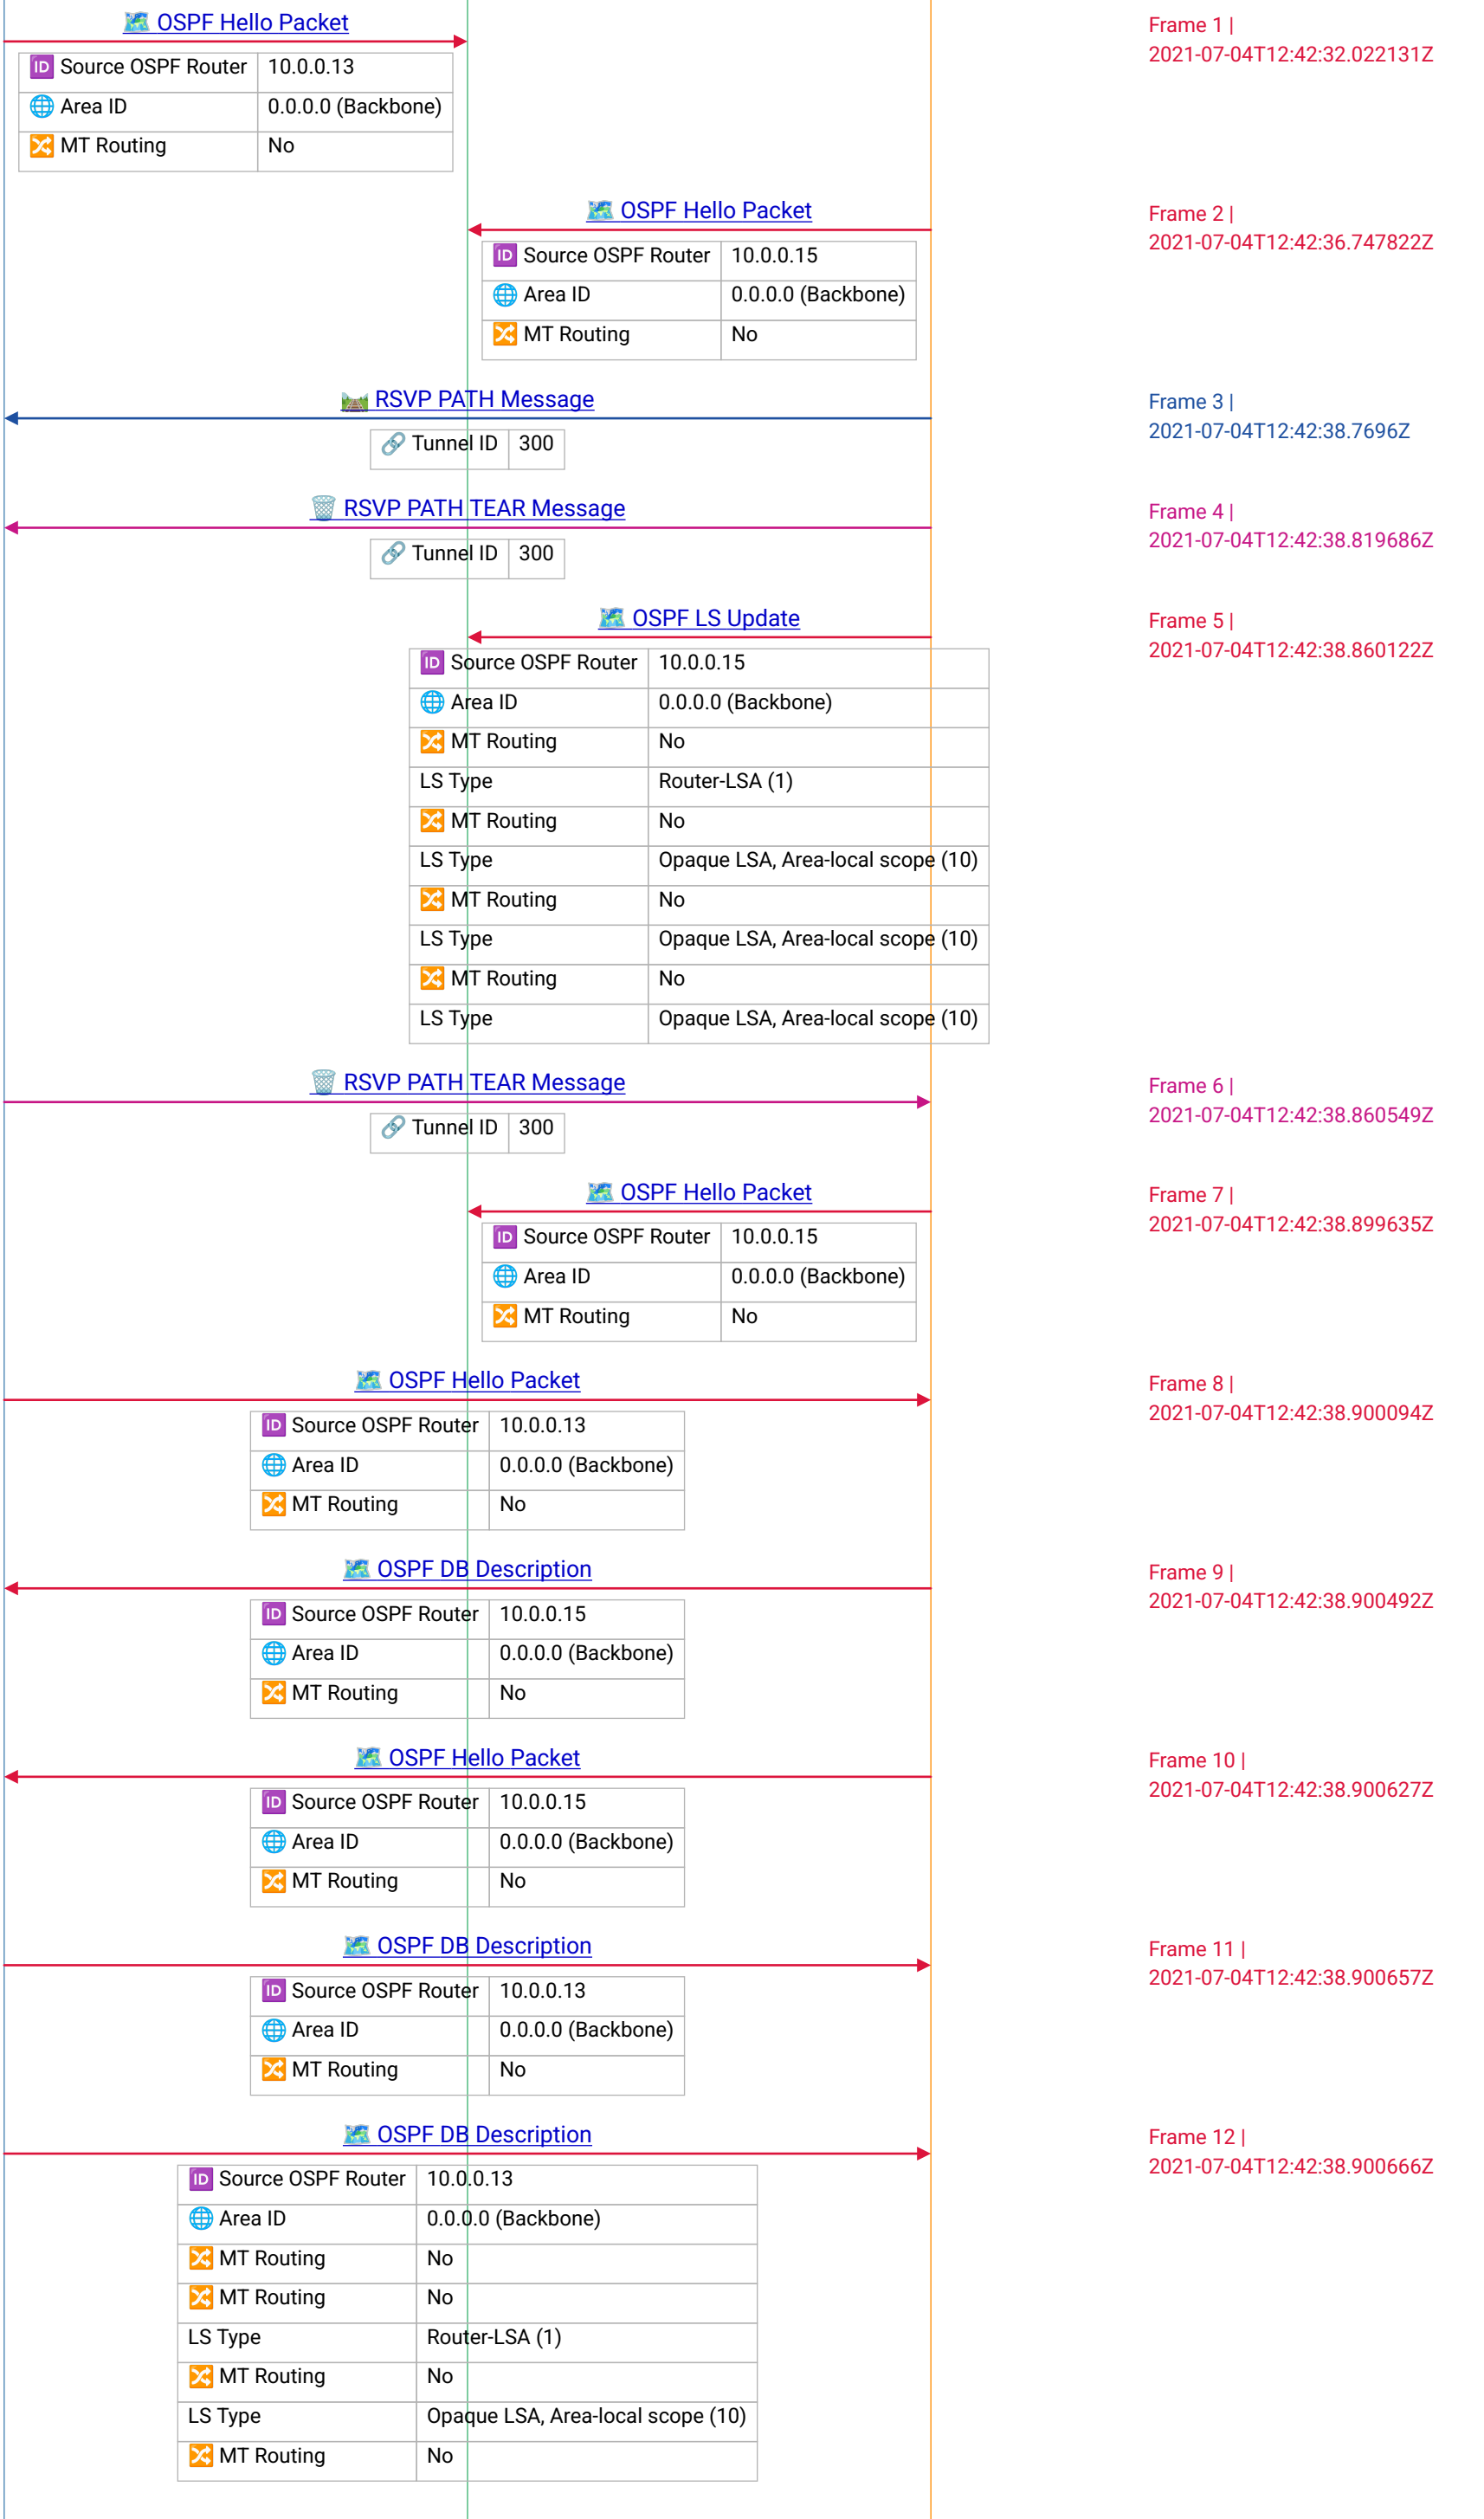 OSPF Hello Packet
Frame 1 |
2021-07-04T12:42:32.022131Z
ID Source OSPF Router 10.0.0.13
Area ID 0.0.0.0 (Backbone)
MT Routing No
OSPF Hello Packet
Frame 2 |
2021-07-04T12:42:36.747822Z
ID Source OSPF Router 10.0.0.15
Area ID 0.0.0.0 (Backbone)
MT Routing No
RSVP PATH Message
Frame 3 |
2021-07-04T12:42:38.7696Z
Tunnel ID 300
RSVP PATH TEAR Message
Frame 4 |
2021-07-04T12:42:38.819686Z
Tunnel ID 300
OSPF LS Update
Frame 5 |
2021-07-04T12:42:38.860122Z
ID Source OSPF Router 10.0.0.15
Area ID 0.0.0.0 (Backbone)
MT Routing No
LS Type Router-LSA (1)
MT Routing No
LS Type Opaque LSA, Area-local scope (10)
MT Routing No
LS Type Opaque LSA, Area-local scope (10)
MT Routing No
LS Type Opaque LSA, Area-local scope (10)
RSVP PATH TEAR Message
Frame 6 |
2021-07-04T12:42:38.860549Z
Tunnel ID 300
OSPF Hello Packet
Frame 7 |
2021-07-04T12:42:38.899635Z
ID Source OSPF Router 10.0.0.15
Area ID 0.0.0.0 (Backbone)
MT Routing No
OSPF Hello Packet
Frame 8 |
2021-07-04T12:42:38.900094Z
ID Source OSPF Router 10.0.0.13
Area ID 0.0.0.0 (Backbone)
MT Routing No
OSPF DB Description
Frame 9 |
2021-07-04T12:42:38.900492Z
ID Source OSPF Router 10.0.0.15
Area ID 0.0.0.0 (Backbone)
MT Routing No
OSPF Hello Packet
Frame 10 |
2021-07-04T12:42:38.900627Z
ID Source OSPF Router 10.0.0.15
Area ID 0.0.0.0 (Backbone)
MT Routing No
OSPF DB Description
Frame 11 |
2021-07-04T12:42:38.900657Z
ID Source OSPF Router 10.0.0.13
Area ID 0.0.0.0 (Backbone)
MT Routing No
OSPF DB Description
Frame 12 |
2021-07-04T12:42:38.900666Z
ID Source OSPF Router 10.0.0.13
Area ID 0.0.0.0 (Backbone)
MT Routing No
MT Routing No
LS Type Router-LSA (1)
MT Routing No
LS Type Opaque LSA, Area-local scope (10)
MT Routing No